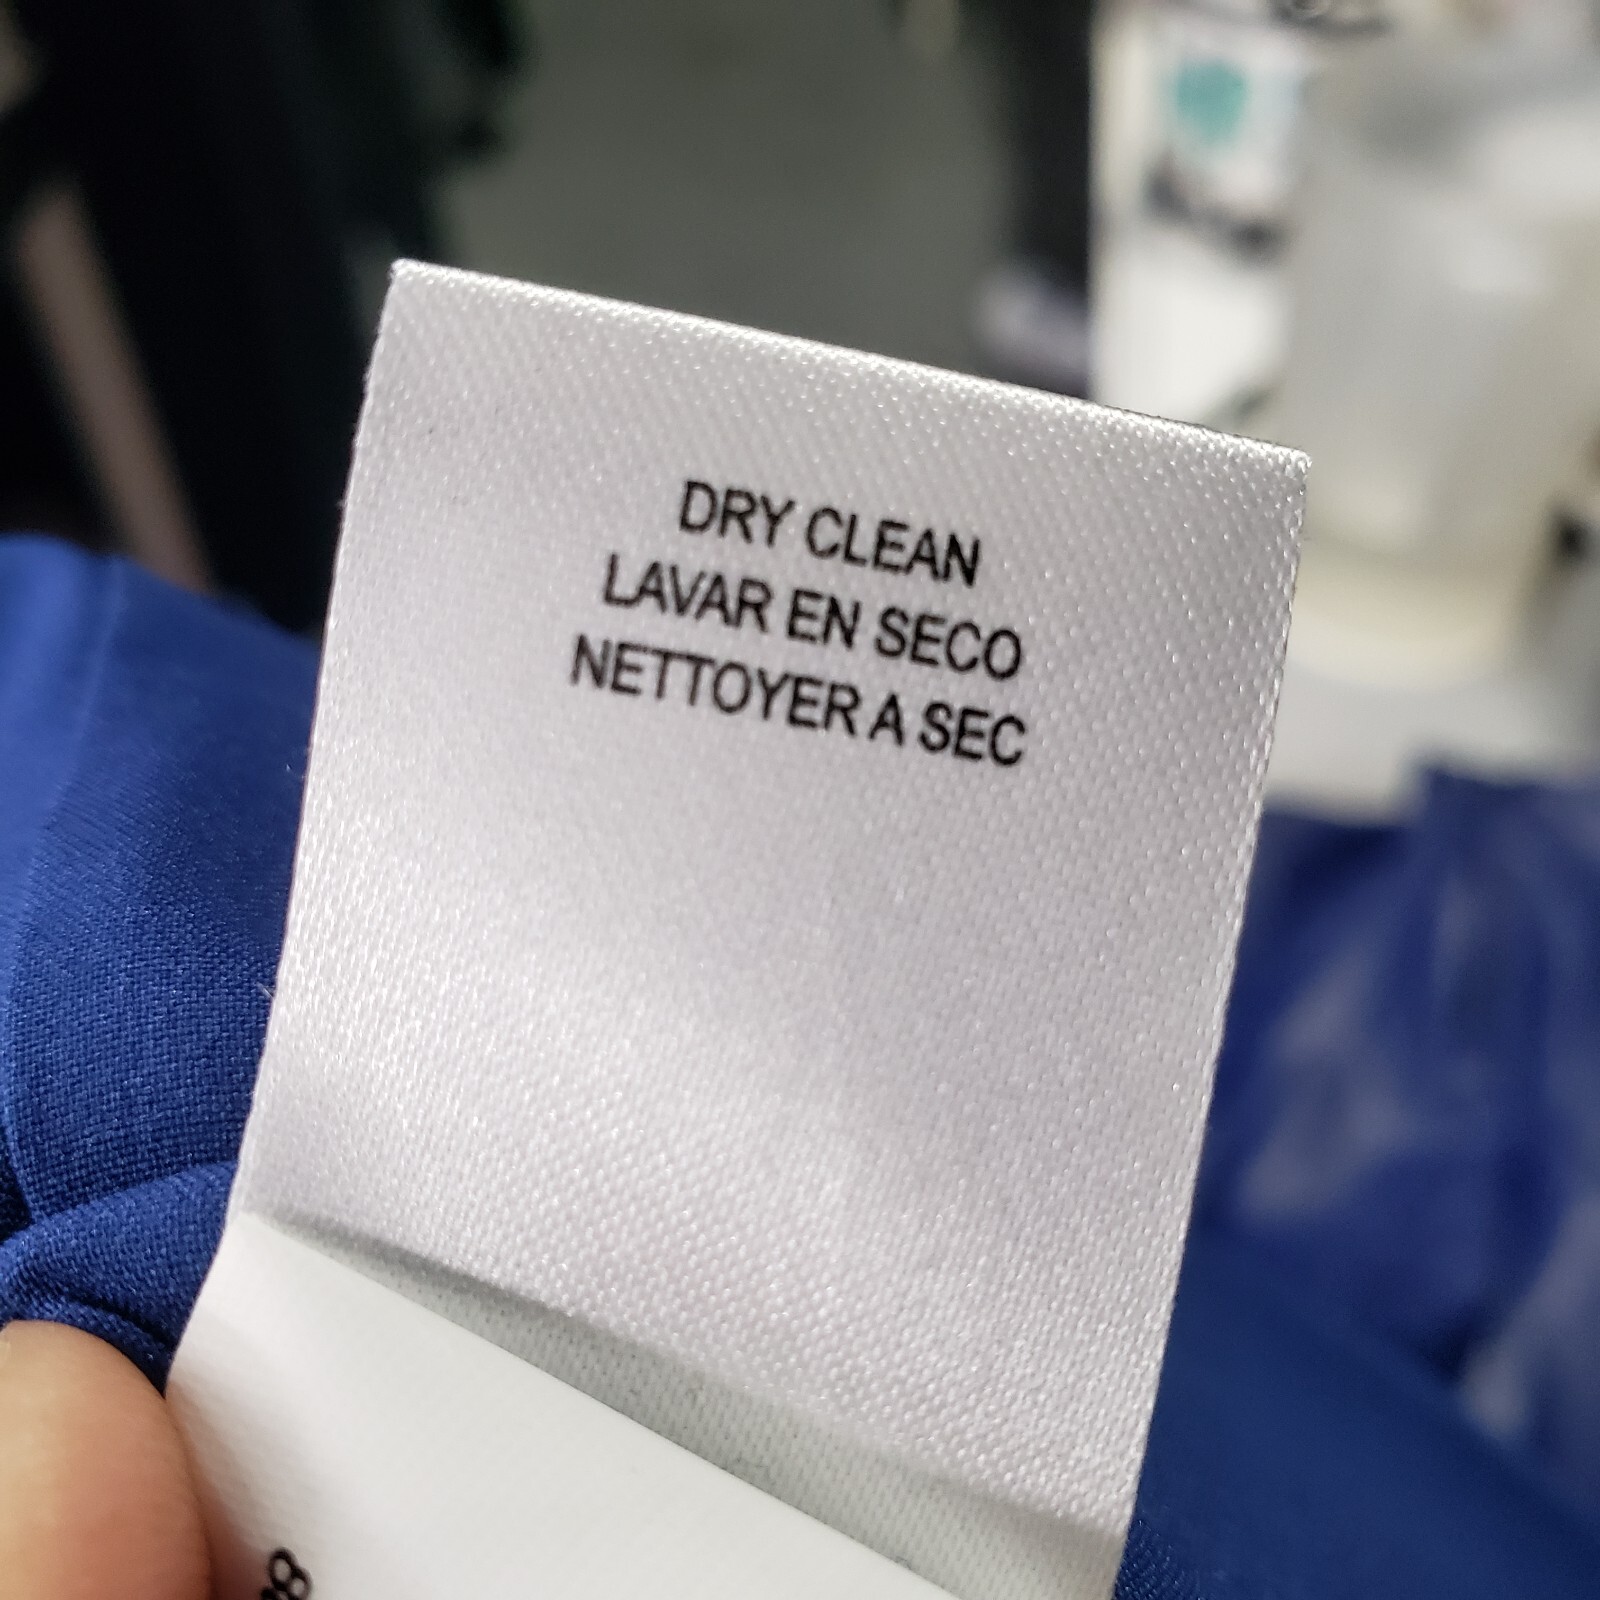 DRY CLEAN
LAVAR EN SECO
NETTOYER A SEC